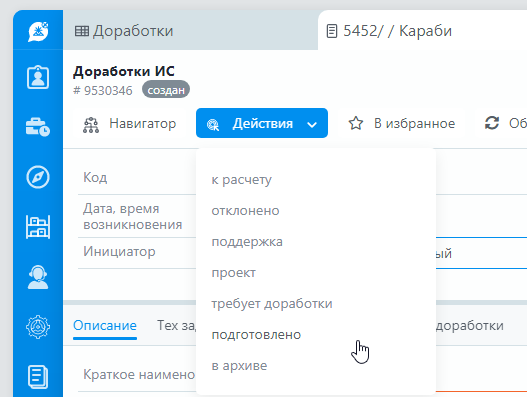 Доработки
5452/ / Караби
Доработки ИС
# 9530346 создан
Навигатор Действия В избранное Об
Код
к расчету
Дата, время
возникновения
отклонено
Инициатор
поддержка
ый
проект
требует доработки
Описание Тех за доработки
подготовлено
в архиве
Краткое наимено